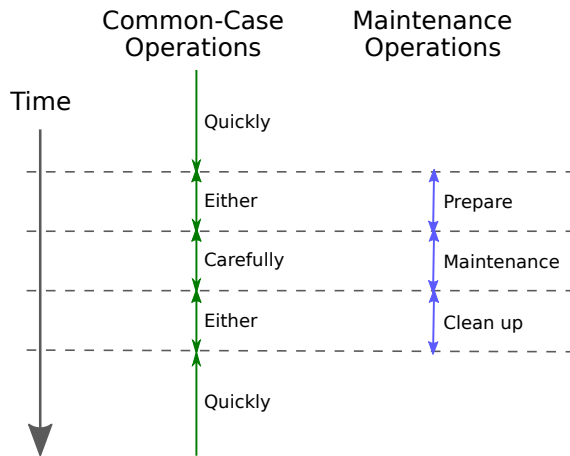 Common-Case
Operations
Maintenance
Operations
Time
Quickly
Either
Prepare
Carefully
Maintenance
Either
Clean up
Quickly